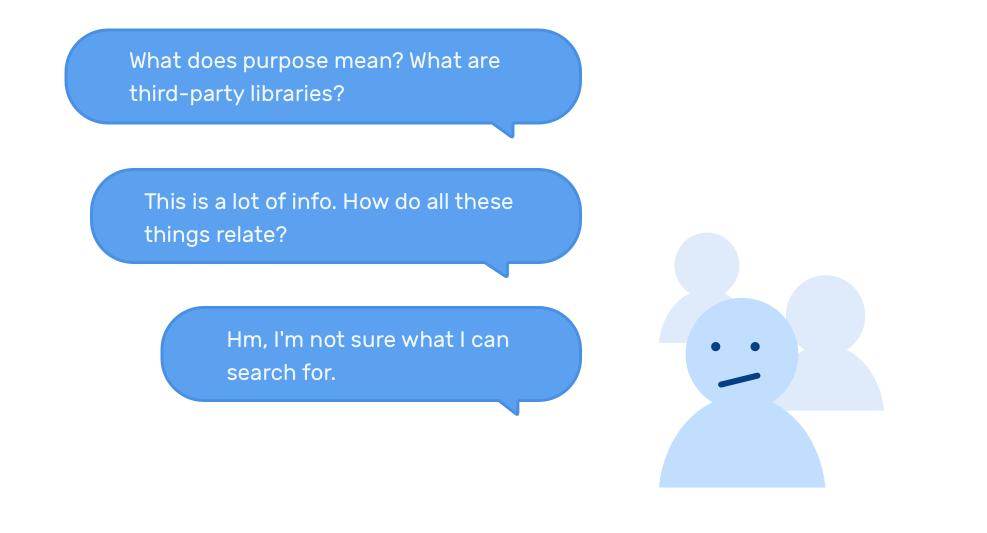 What does purpose mean? What are
third-party libraries?
This is a lot of info. How do all these
things relate?
Hm, I'm not sure what I can
search for.